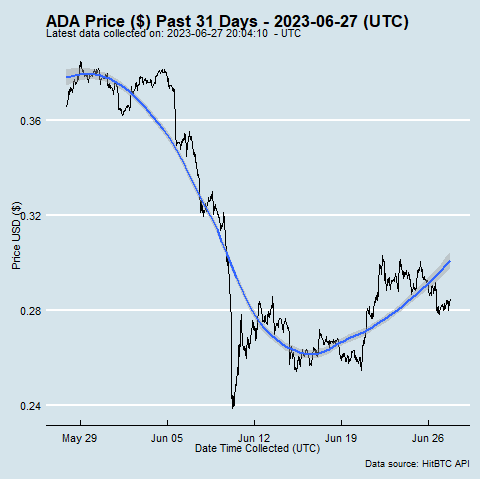 ADA Price ($) Past 31 Days - 2023-06-27 (UTC)
Latest data collected on: 2023-06-27 20:04:10  - UTC
Price USD ($)
0.36
0.32
0.28
0.24
May 29
Jun 05
Jun 12
Jun 19
Jun 26
Date Time Collected (UTC)
Data source: HitBTC API